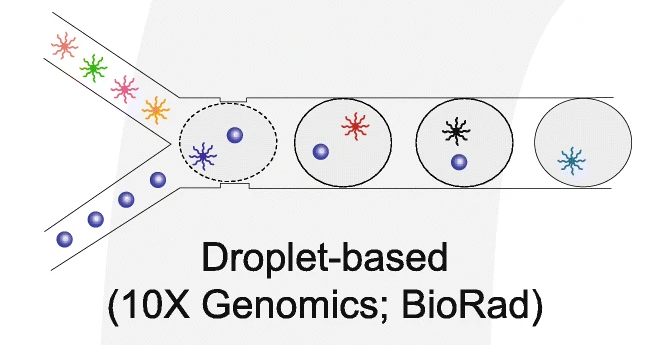 Droplet-based
(10X Genomics; BioRad)